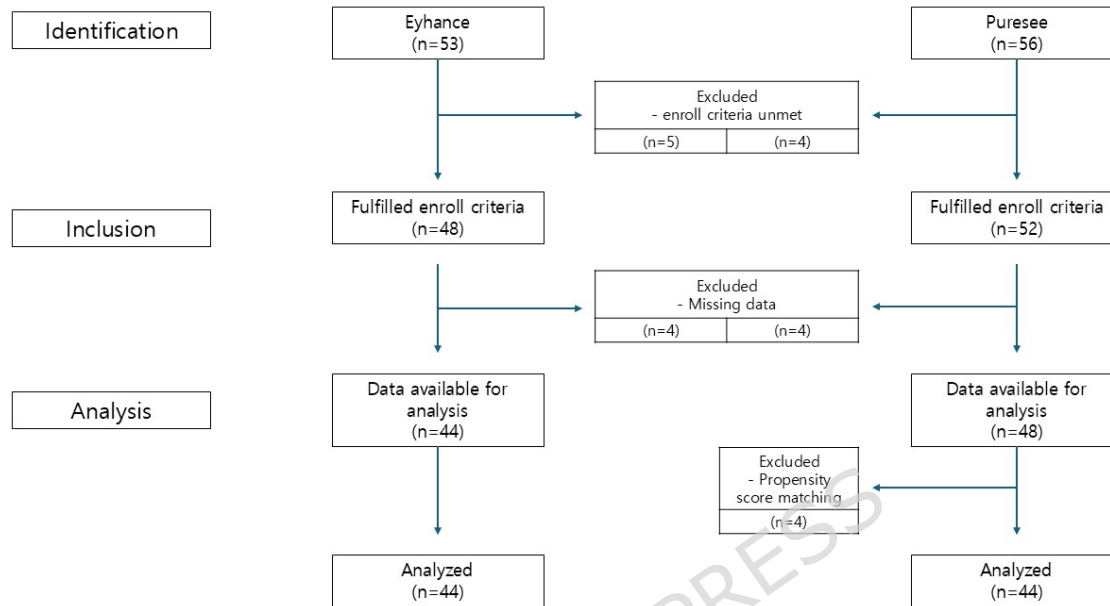 Identification
Eyhance
(n=53)
Puresee
(n=56)
Excluded
- enroll criteria unmet
(n=5)
(n=4)
Inclusion
Fulfilled enroll criteria
(n=48)
Fulfilled enroll criteria
(n=52)
Excluded
- Missing data
(n=4)
(n=4)
Analysis
Data available for
analysis
(n=44)
Data available for
analysis
(n=48)
Excluded
- Propensity
score matching
(n=4)
Analyzed
(n=44)
Analyzed
(n=44)
PRESS